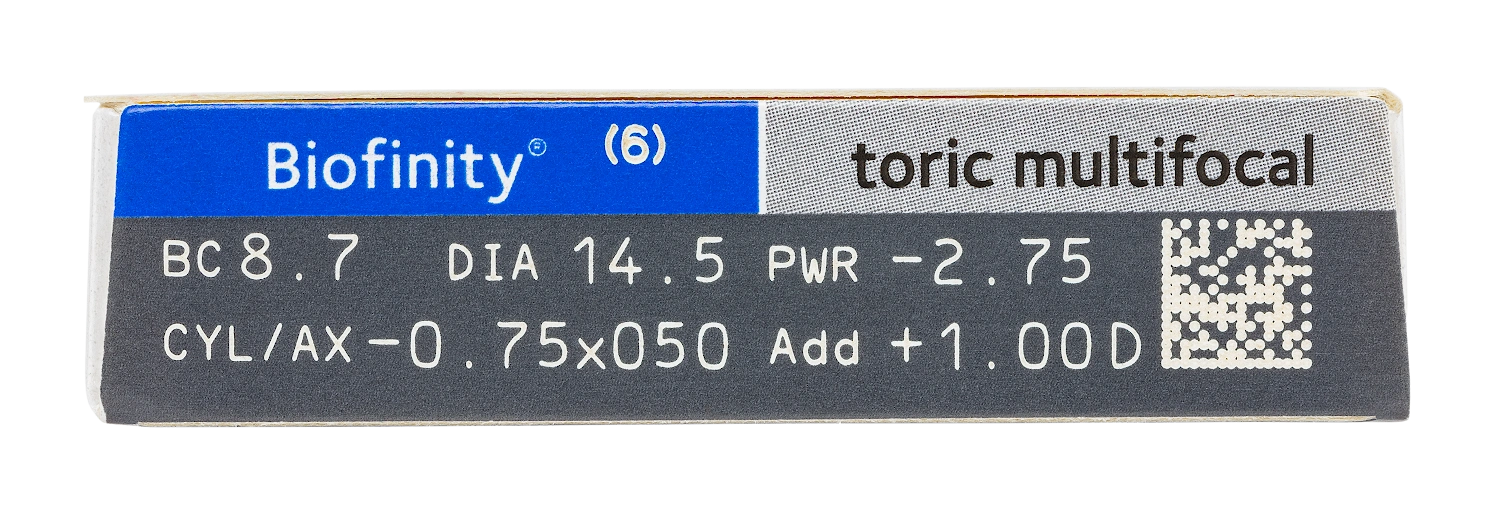 Biofinity® (6) toric multifocal
BC 8.7 DIA 14.5 PWR -2.75
CYL/AX -0.75x050 Add +1.00 D